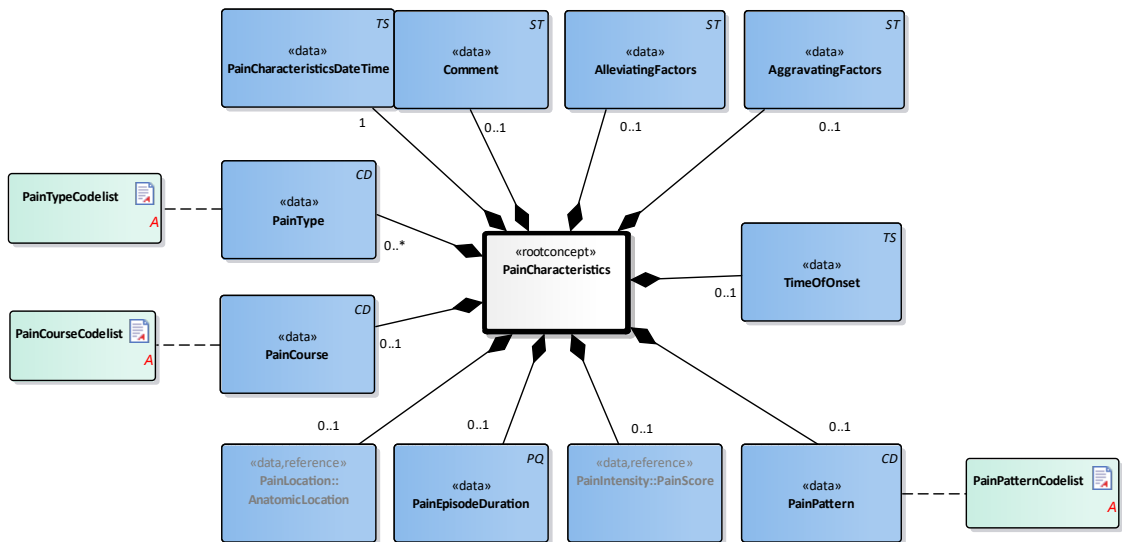 TS
«data»
PainCharacteristicsDateTime
ST
«data»
Comment
ST
«data»
AlleviatingFactors
ST
«data»
AggravatingFactors
1
0..1
0..1
0..1
PainTypeCodelist
A
CD
«data»
PainType
0..*
«rootconcept»
PainCharacteristics
TS
«data»
TimeOfOnset
0..1
PainCourseCodelist
A
CD
«data»
PainCourse
0..1
0..1
0..1
0..1
0..1
«data,reference»
PainLocation::
AnatomicLocation
PQ
«data»
PainEpisodeDuration
«data,reference»
PainIntensity::PainScore
CD
«data»
PainPattern
PainPatternCodelist
A